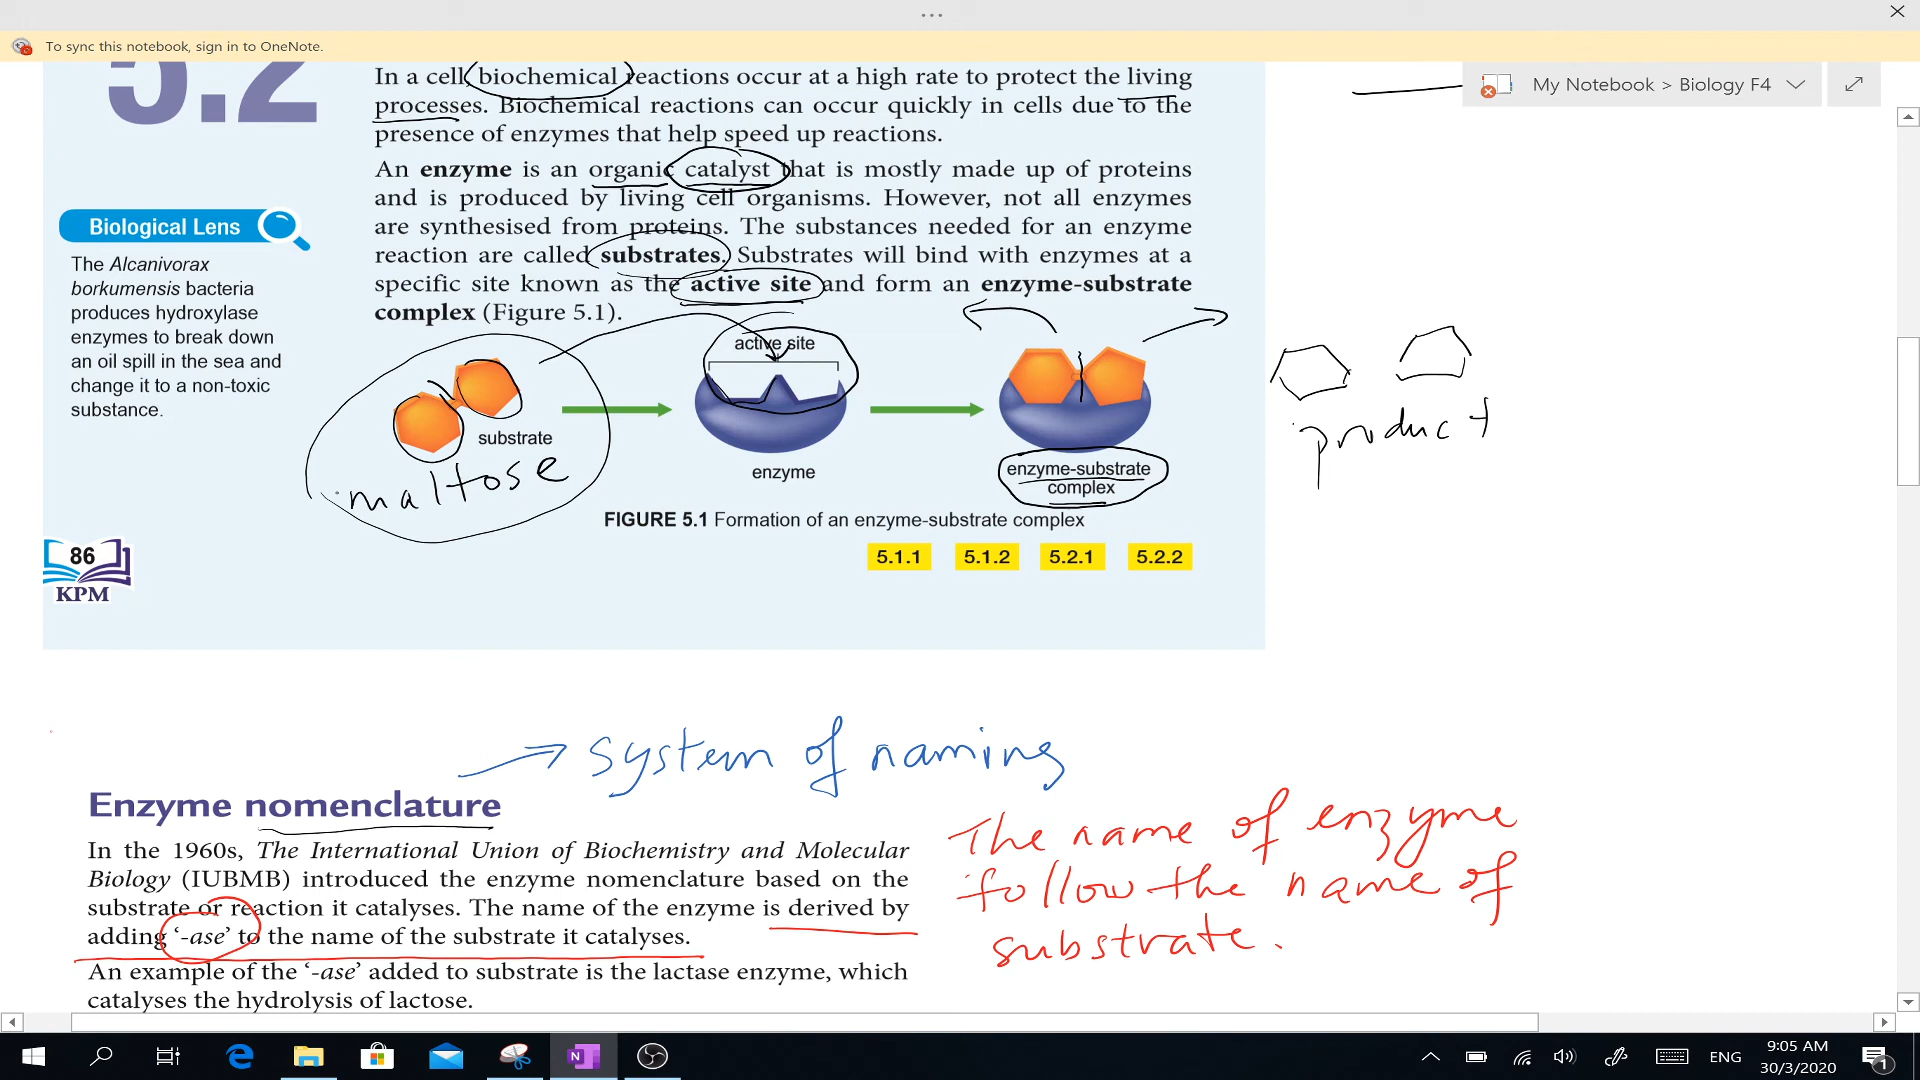 To sync this notebook, sign in to OneNote.
My Notebook > Biology F4
5.2
In a cell biochemical reactions occur at a high rate to protect the living
processes. Biochemical reactions can occur quickly in cells due to the
presence of enzymes that help speed up reactions.
An enzyme is an organic catalyst that is mostly made up of proteins
and is produced by living cell organisms. However, not all enzymes
are synthesised from proteins. The substances needed for an enzyme
reaction are called substrates. Substrates will bind with enzymes at a
specific site known as the active site and form an enzyme-substrate
complex (Figure 5.1).
Biological Lens
The Alcanivorax
borkumensis bacteria
produces hydroxylase
enzymes to break down
an oil spill in the sea and
change it to a non-toxic
substance.
active site
substrate
maltose
enzyme
enzyme-substrate
complex
product
FIGURE 5.1 Formation of an enzyme-substrate complex
5.1.1 5.1.2 5.2.1 5.2.2
86
KPM
→ system of naming
Enzyme nomenclature
In the 1960s, The International Union of Biochemistry and Molecular
Biology (IUBMB) introduced the enzyme nomenclature based on the
substrate or reaction it catalyses. The name of the enzyme is derived by
adding ‘-ase’ to the name of the substrate it catalyses.
An example of the ‘-ase’ added to substrate is the lactase enzyme, which
catalyses the hydrolysis of lactose.
The name of enzyme
follow the name of
substrate.
ENG
9:05 AM
30/3/2020
1